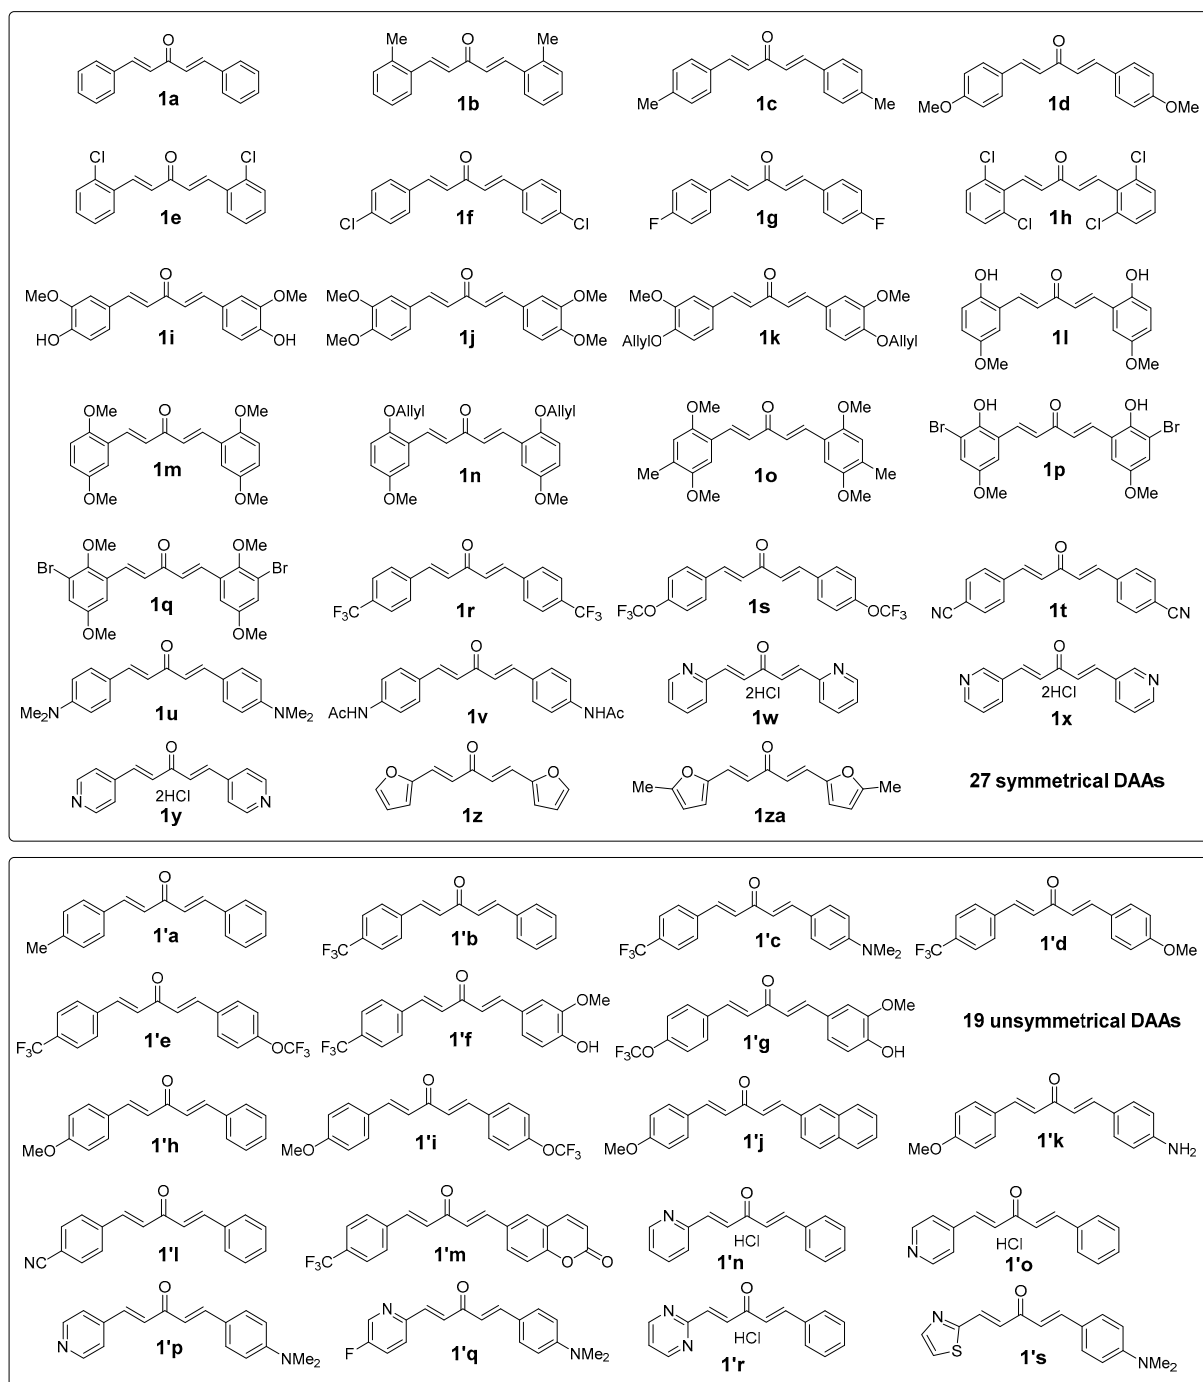 O
1a
Me O Me
1b
O
Me Me
1c
O
MeO OMe
1d
Cl O Cl
1e
O
Cl Cl
1f
O
F F
1g
Cl O Cl
Cl Cl
1h
O
MeO OMe
HO OH
1i
O
MeO OMe
MeO OMe
1j
O
MeO OMe
AllylO OAllyl
1k
OH O OH
OMe OMe
1l
OMe O OMe
OMe OMe
1m
OAllyl O OAllyl
OMe OMe
1n
OMe O OMe
Me Me
OMe OMe
1o
OH O OH
Br Br
OMe OMe
1p
OMe O OMe
Br Br
OMe OMe
1q
O
F3C CF3
1r
O
F3CO OCF3
1s
O
NC CN
1t
O
Me2N NMe2
1u
O
AcHN NHAc
1v
N O N
2HCl
1w
N O N
2HCl
1x
O
N N
2HCl
1y
O O O
1z
Me O O O Me
1za
27 symmetrical DAAs
O
Me
1'a
O
F3C
1'b
O
F3C NMe2
1'c
O
F3C OMe
1'd
O
F3C OCF3
1'e
O
F3C OMe
OH
1'f
O
F3CO OMe
OH
1'g
19 unsymmetrical DAAs
O
MeO
1'h
O
MeO OCF3
1'i
O
MeO
1'j
O
MeO NH2
1'k
O
NC
1'l
O
F3C O O
1'm
N O
HCl
1'n
O
N HCl
1'o
O
N NMe2
1'p
N O
F NMe2
1'q
N O
N HCl
1'r
N O
S NMe2
1's